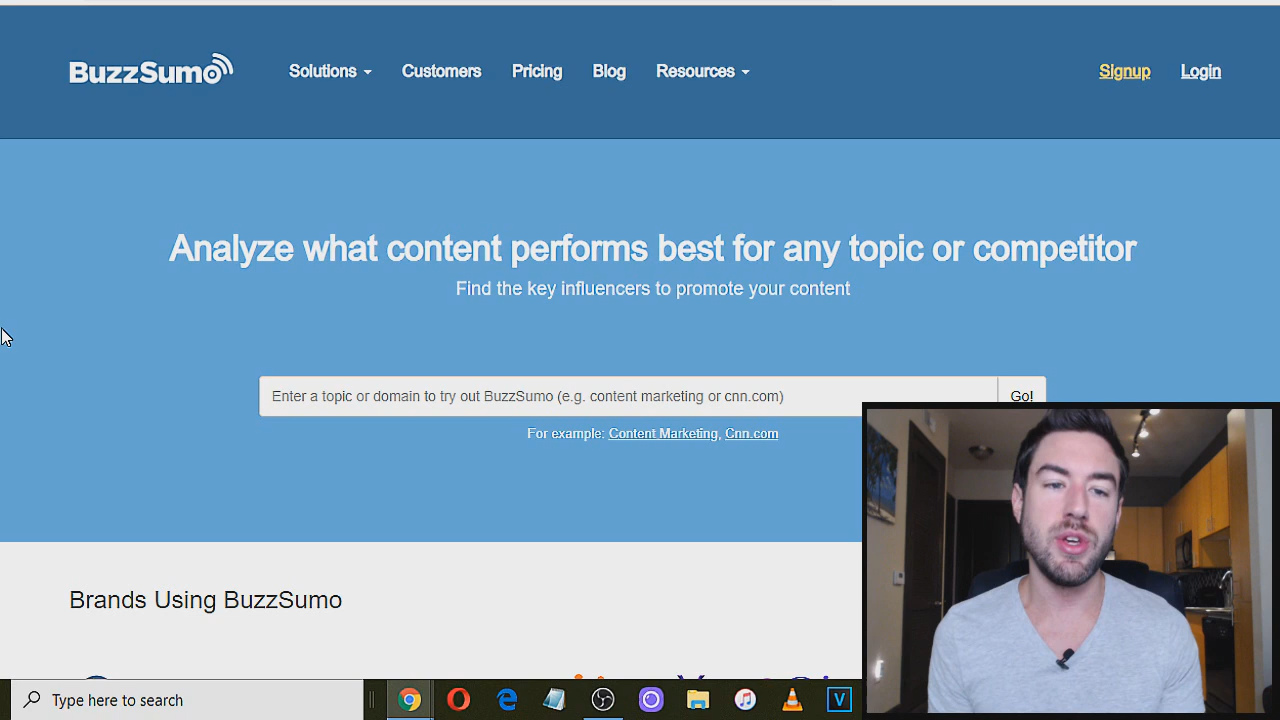 BuzzSumo
Solutions
Customers
Pricing
Blog
Resources
Signup
Login
Analyze what content performs best for any topic or competitor
Find the key influencers to promote your content
Enter a topic or domain to try out BuzzSumo (e.g. content marketing or cnn.com)
Go!
For example: Content Marketing, Cnn.com
Brands Using BuzzSumo
Type here to search
V